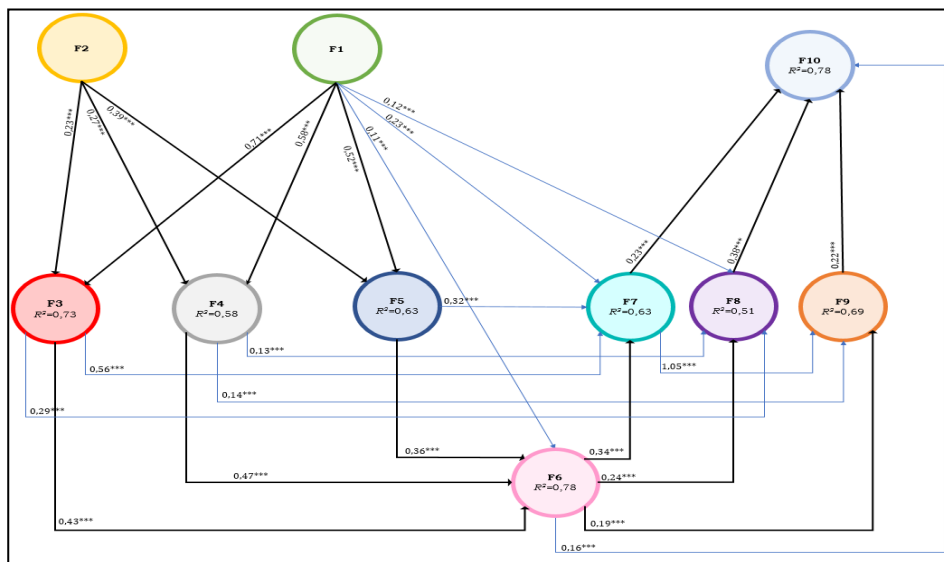 F2
F1
F10
R²=0,78
0,23***
0,27***
0,39***
0,71***
0,58***
0,52***
0,11***
0,23***
0,12***
0,23***
0,38***
0,22***
F3
R²=0,73
F4
R²=0,58
F5
R²=0,63
0,32***
F7
R²=0,63
F8
R²=0,51
F9
R²=0,69
0,13***
0,56***
1,05***
0,14***
0,29***
0,36***
0,34***
0,47***
F6
R²=0,78
0,24***
0,43***
0,19***
0,16***